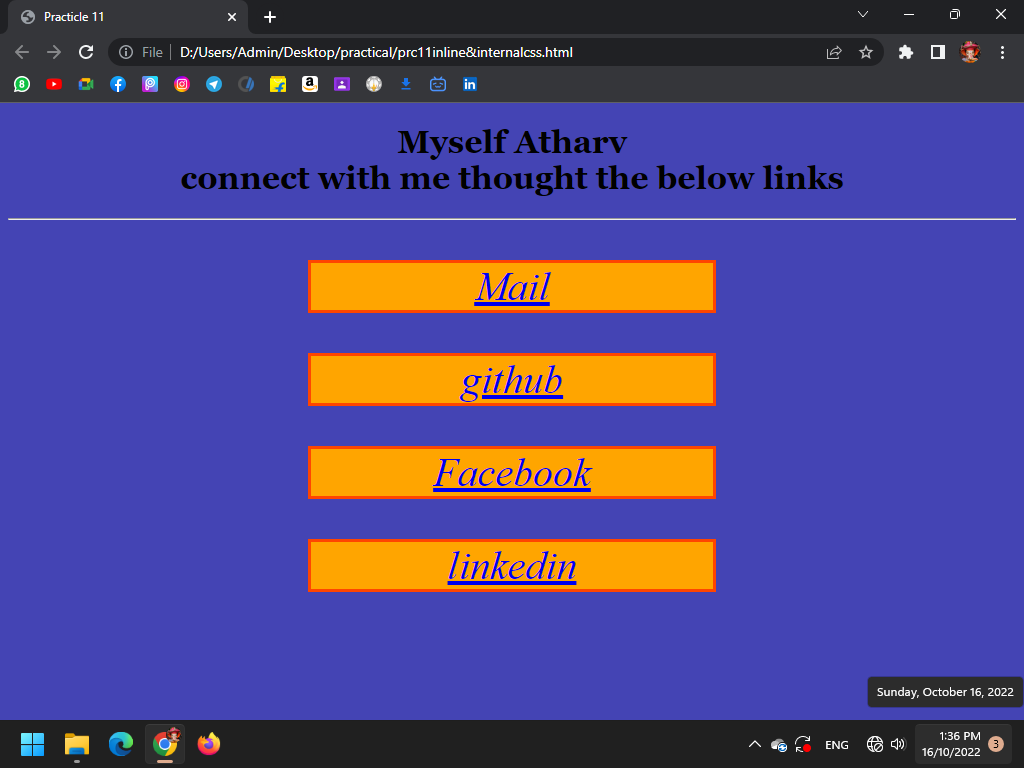 Practicle 11
File
D:/Users/Admin/Desktop/practical/prc11inline&internalcss.html
Myself Atharv
connect with me thought the below links
Mail
github
Facebook
linkedin
Sunday, October 16, 2022
ENG
1:36 PM
16/10/2022
3